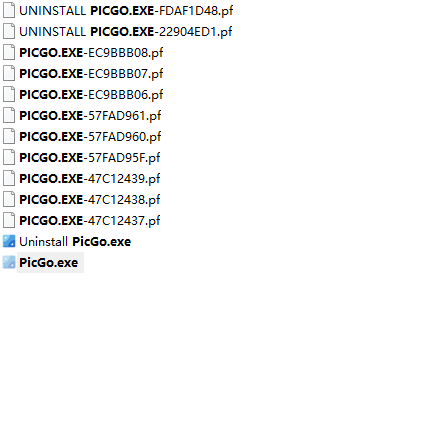 UNINSTALL PICGO.EXE-FDAF1D48.pf
UNINSTALL PICGO.EXE-22904ED1.pf
PICGO.EXE-EC9BBB08.pf
PICGO.EXE-EC9BBB07.pf
PICGO.EXE-EC9BBB06.pf
PICGO.EXE-57FAD961.pf
PICGO.EXE-57FAD960.pf
PICGO.EXE-57FAD95F.pf
PICGO.EXE-47C12439.pf
PICGO.EXE-47C12438.pf
PICGO.EXE-47C12437.pf
Uninstall PicGo.exe
PicGo.exe